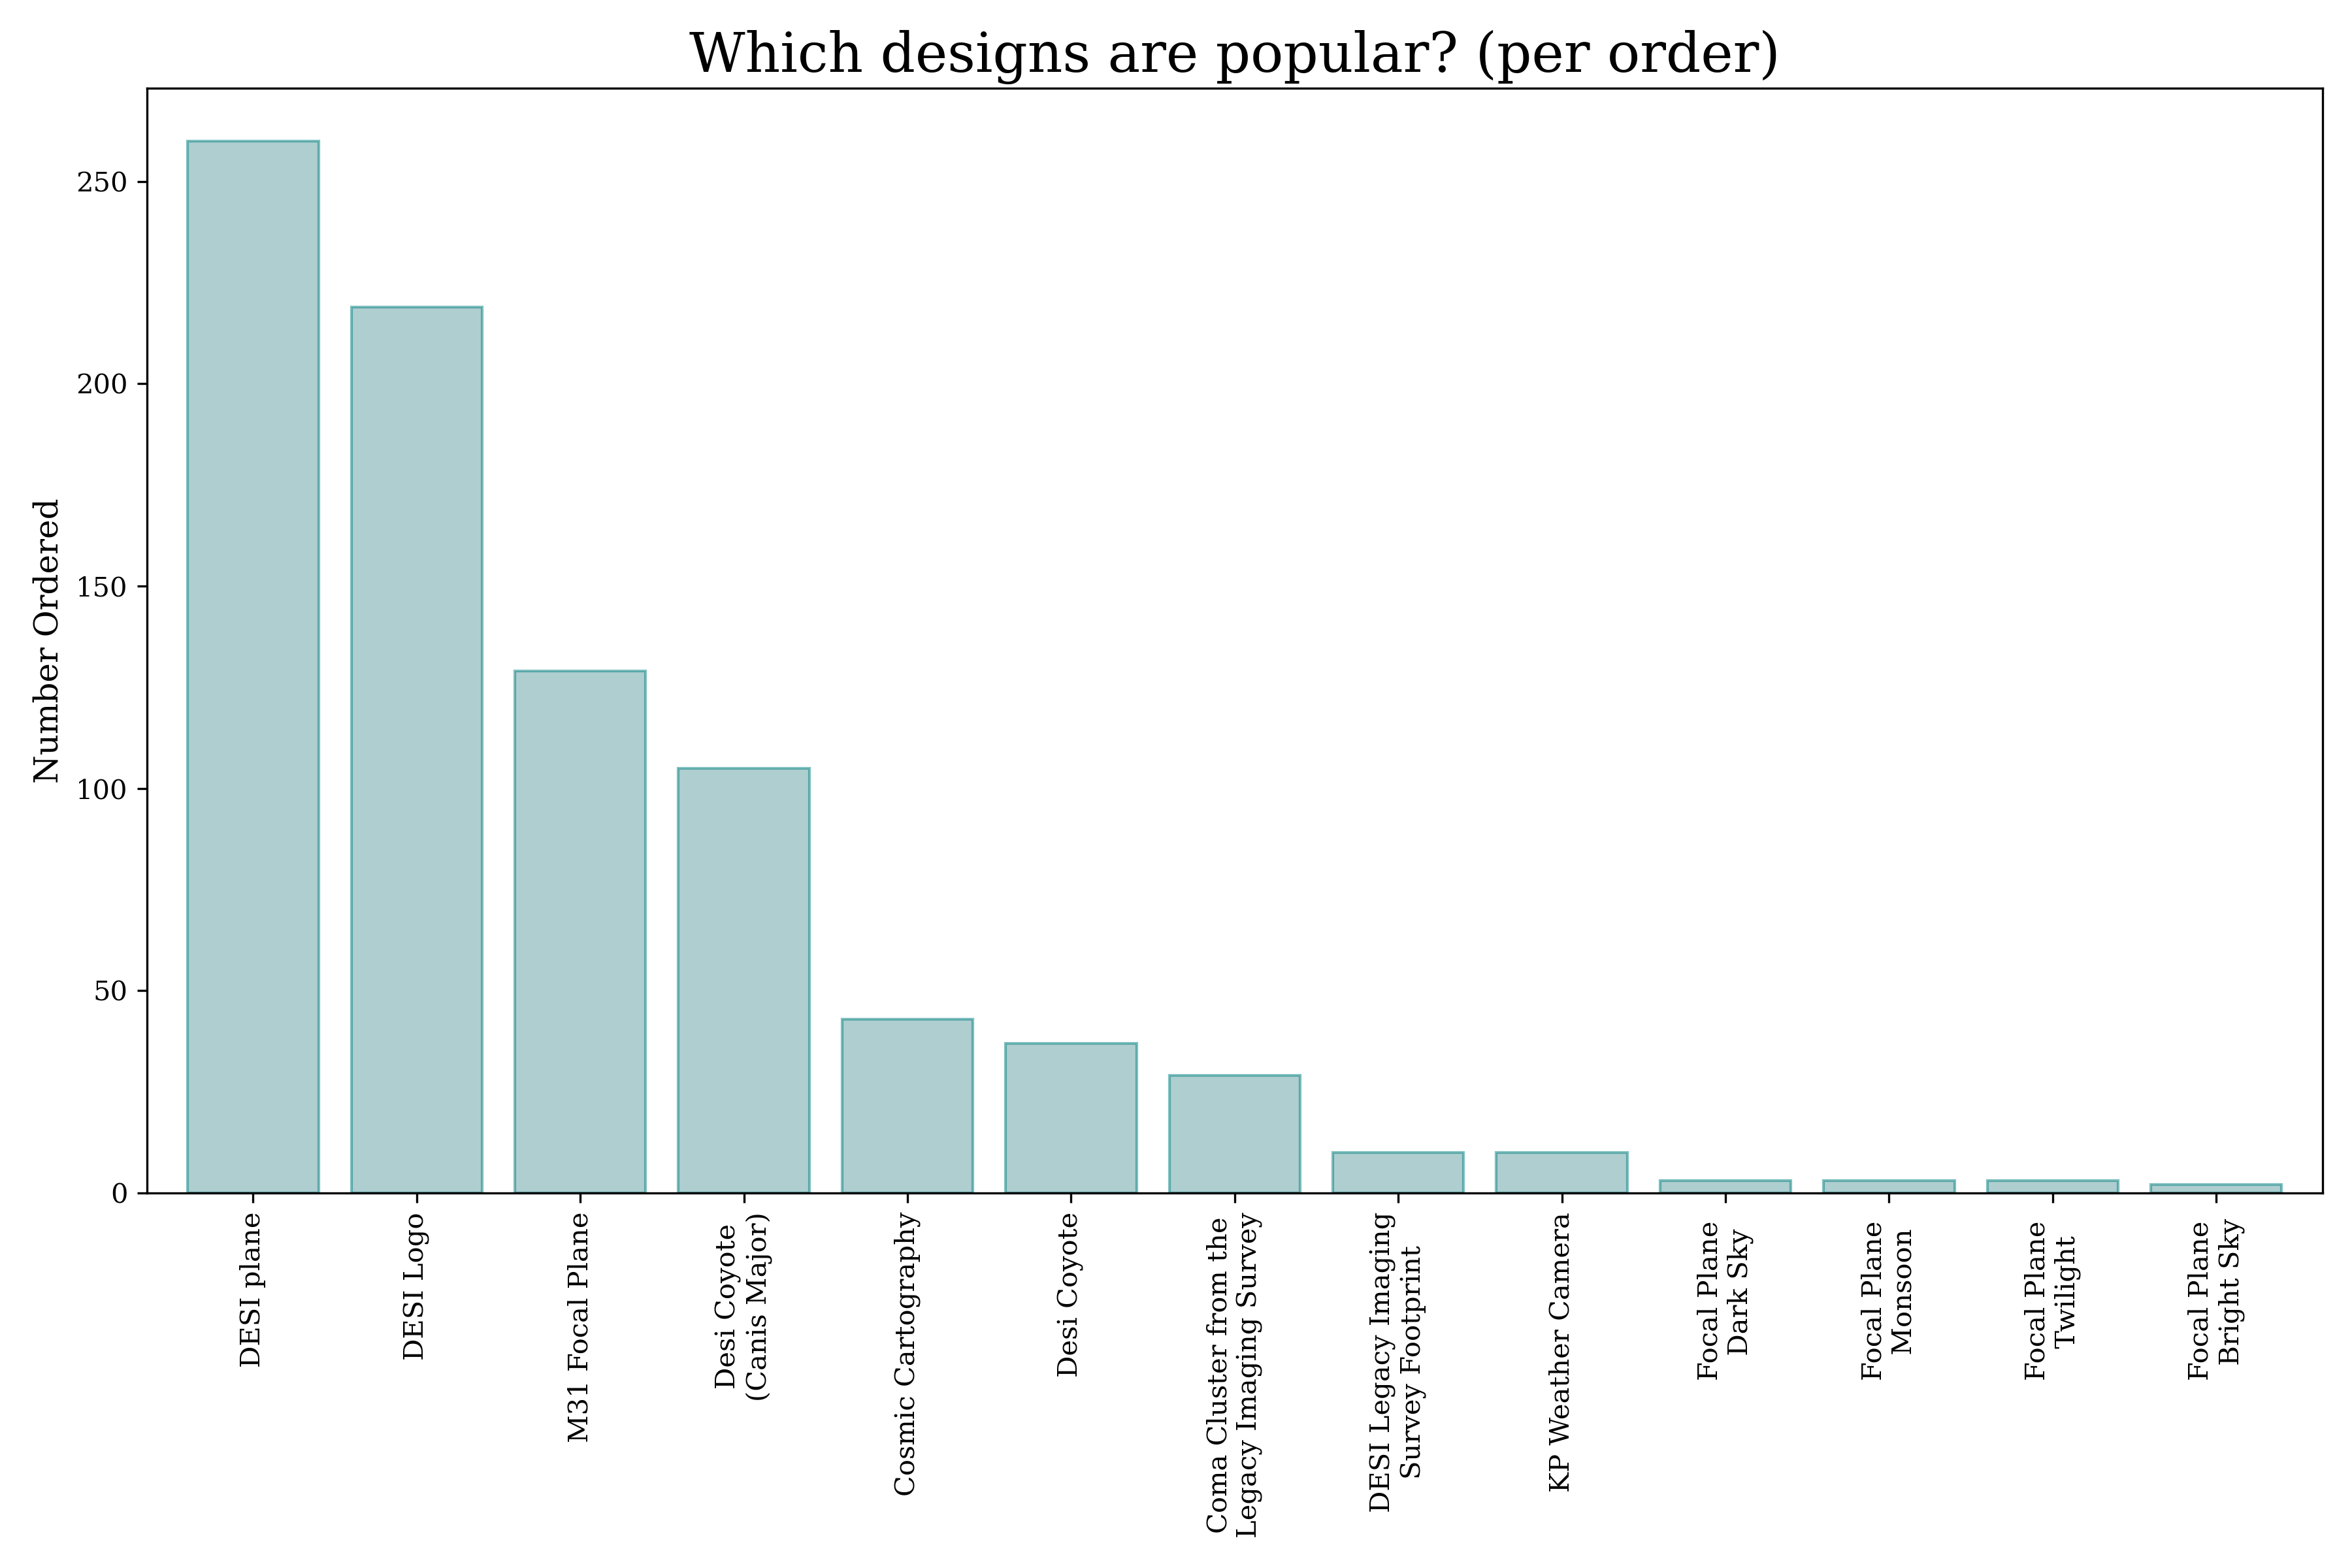 Which designs are popular? (per order)
Number Ordered
250
200
150
100
50
0
DESI plane
DESI Logo
M31 Focal Plane
Desi Coyote
(Canis Major)
Cosmic Cartography
Desi Coyote
Coma Cluster from the
Legacy Imaging Survey
DESI Legacy Imaging
Survey Footprint
KP Weather Camera
Focal Plane
Dark Sky
Focal Plane
Monsoon
Focal Plane
Twilight
Focal Plane
Bright Sky